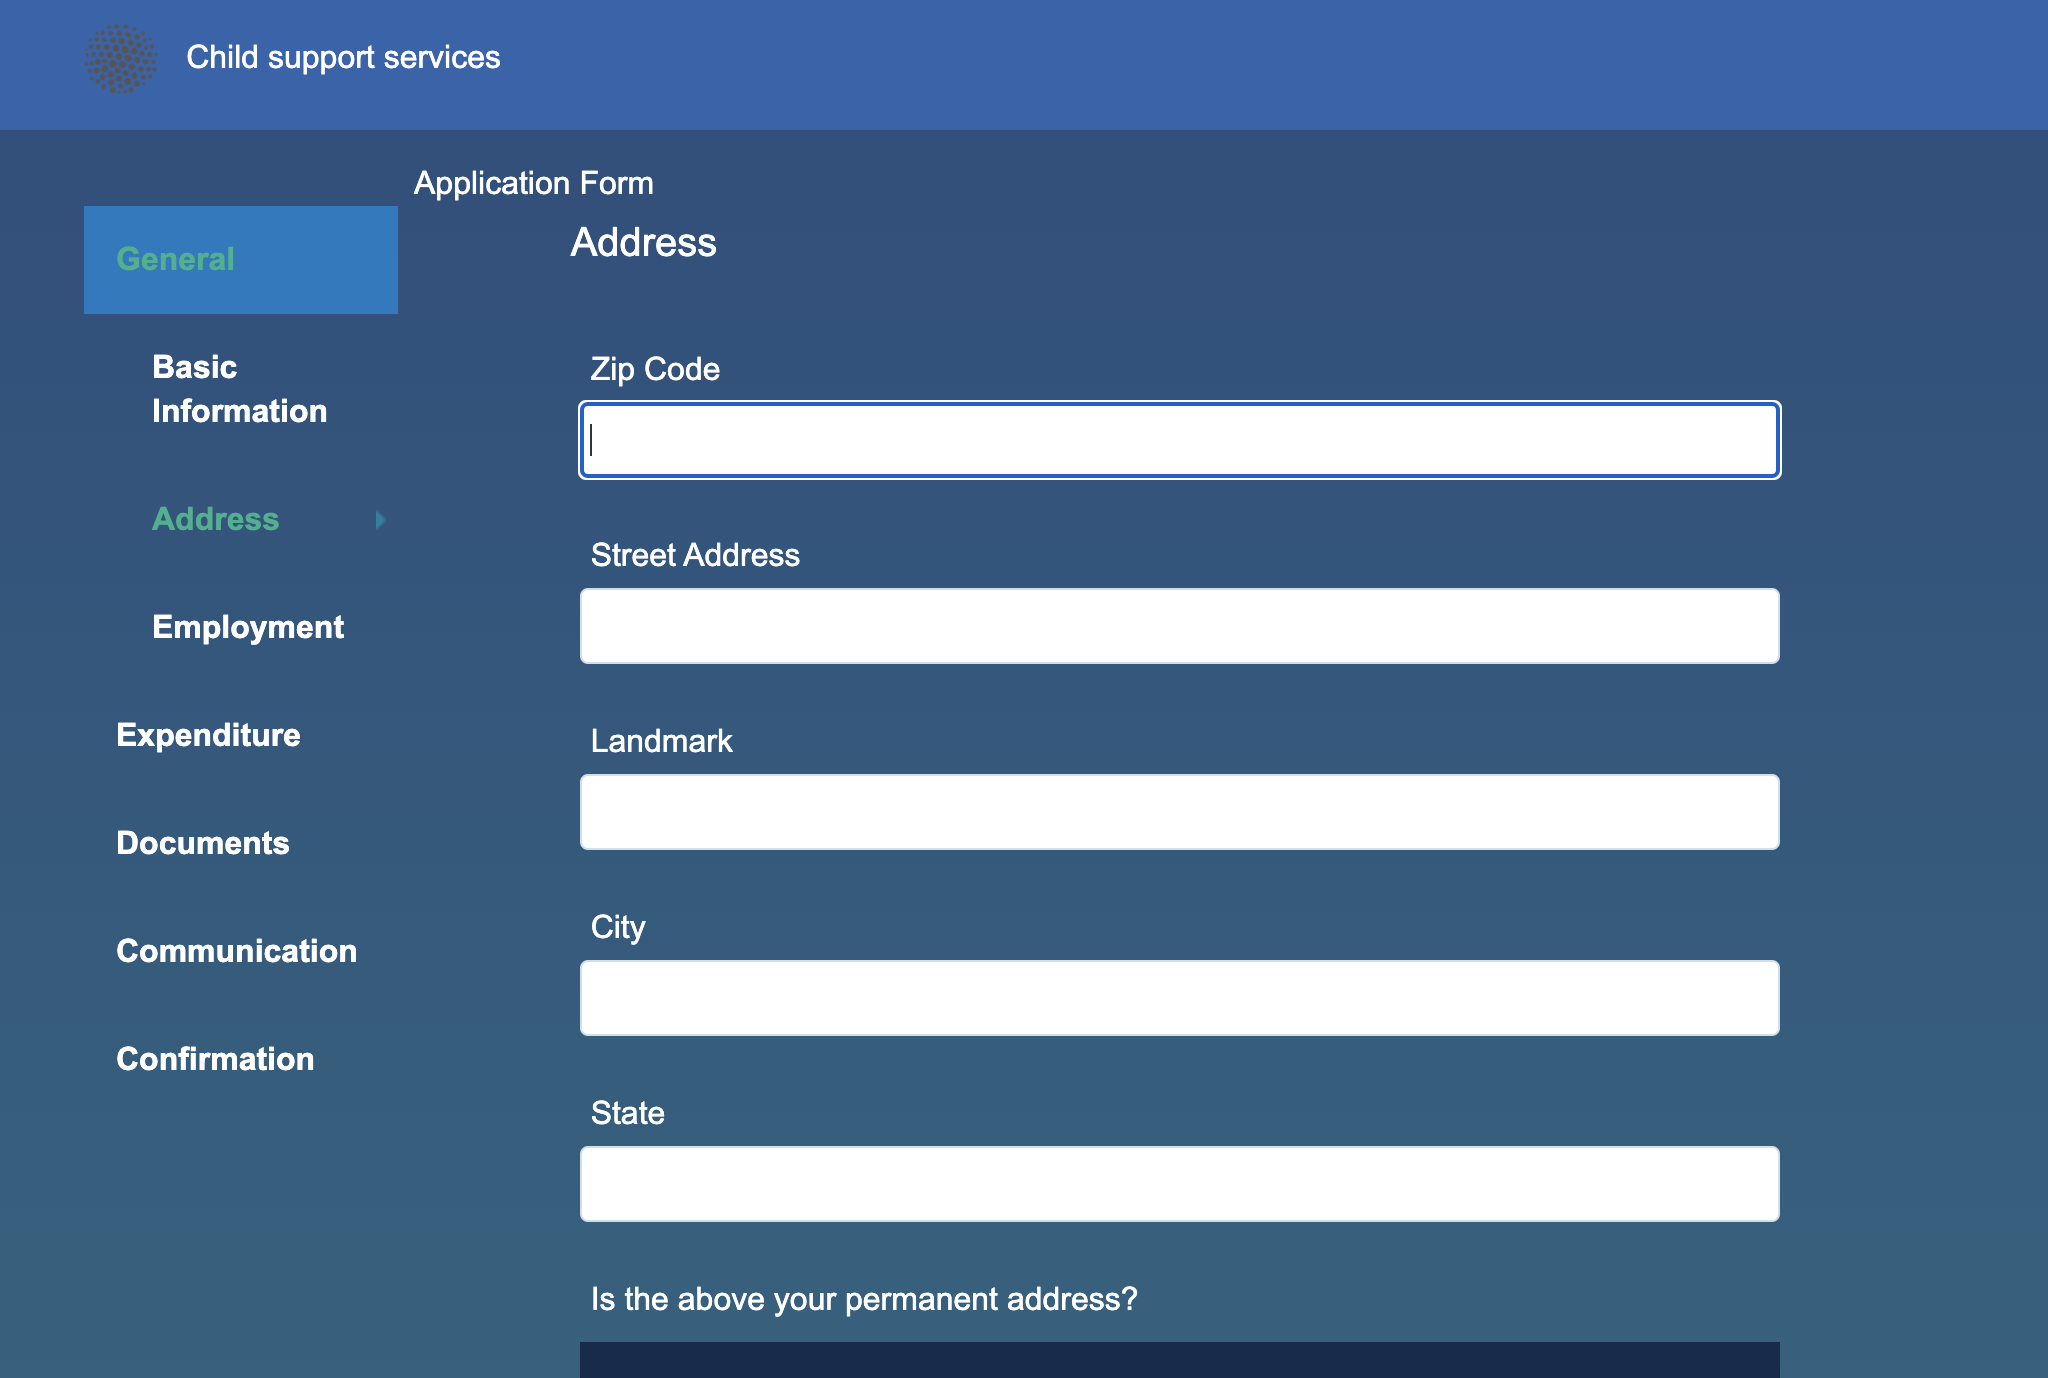 Child support services
Application Form
General
Basic
Information
Address
Employment
Expenditure
Documents
Communication
Confirmation
Address
Zip Code
Street Address
Landmark
City
State
Is the above your permanent address?